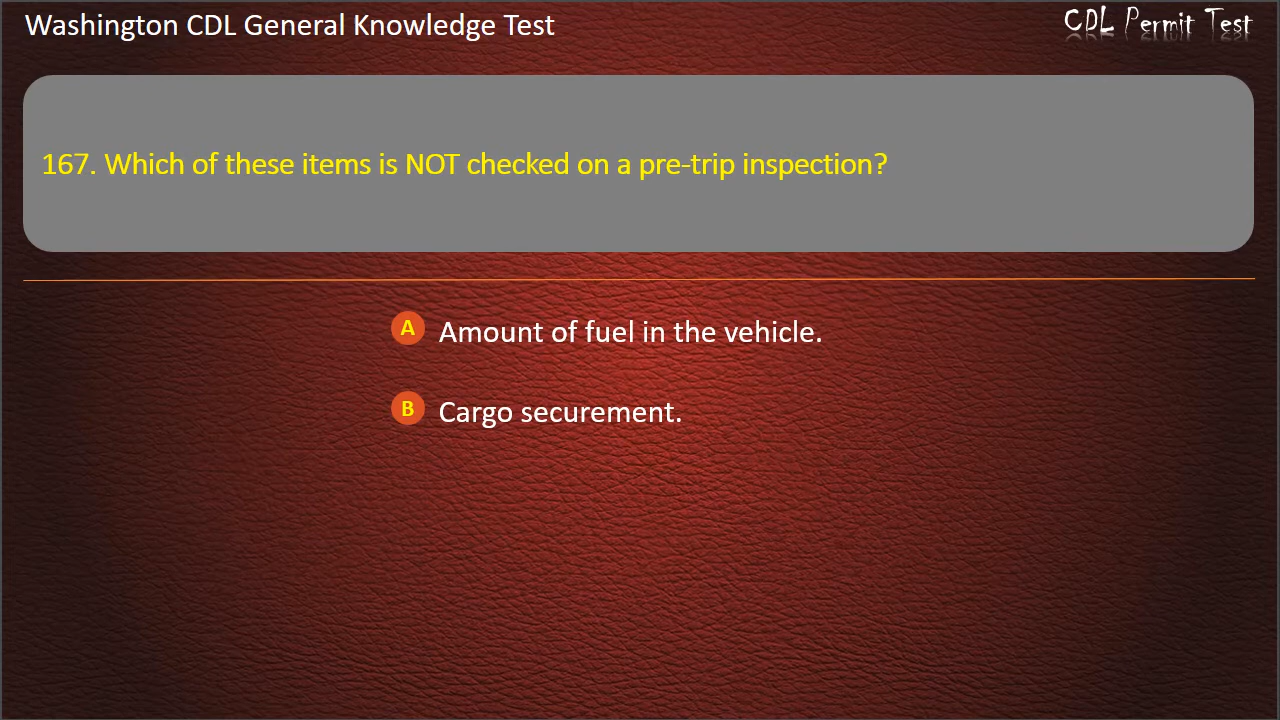 Washington CDL General Knowledge Test
CDL Permit Test
167. Which of these items is NOT checked on a pre-trip inspection?
A Amount of fuel in the vehicle.
B Cargo securement.